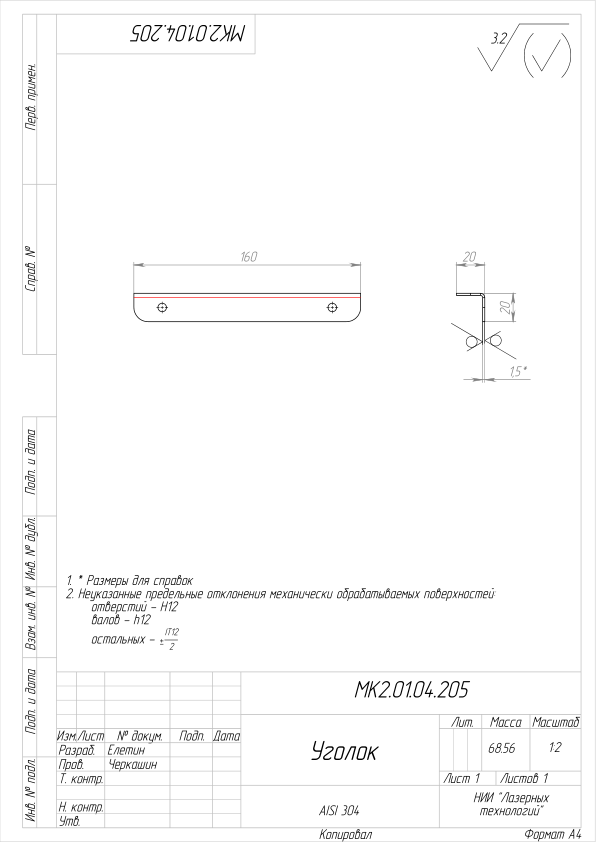 МК2.01.04.205
3.2
Перв. примен.
Справ. №
160
20
20
1,5*
Подп. и дата
Инв. № дубл.
Взам. инв. №
Подп. и дата
Инв. № подл.
1. * Размеры для справок
2. Неуказанные предельные отклонения механически обрабатываемых поверхностей:
отверстий – H12
валов – h12
остальных – ± IT12/2
МК2.01.04.205
Изм. Лист № докум. Подп. Дата
Разраб. Елетин
Пров. Черкашин
Т. контр.
Н. контр.
Утв.
Уголок
Лит. Масса Масштаб
68.56 1:2
Лист 1 Листов 1
AISI 304
НИИ "Лазерных
технологий"
Копировал Формат А4